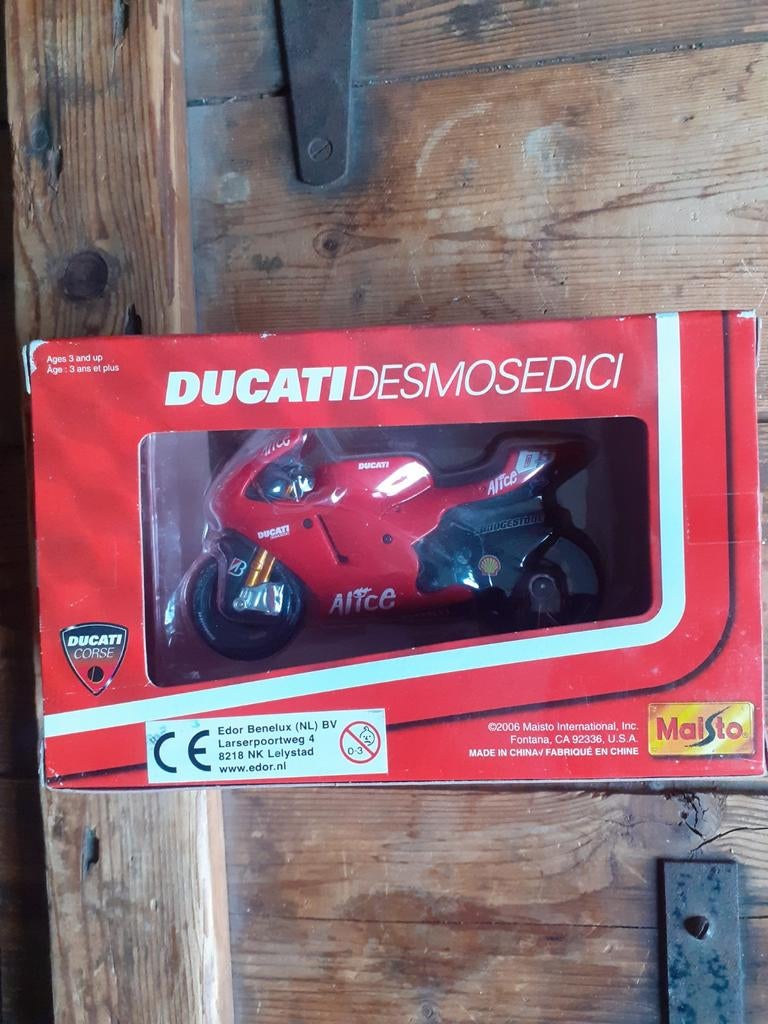 Ages 3 and up
Âge : 3 ans et plus
DUCATIDESMOSEDICI
Alice
DUCATI
Alice
DUCATI
BRIDGESTONE
B
Alice
DUCATI
CORSE
CE
Edor Benelux (NL) BV
Larserpoortweg 4
8218 NK Lelystad
www.edor.nl
0-3
©2006 Maisto International, Inc.
Fontana, CA 92336, U.S.A.
MADE IN CHINA/ FABRIQUÉ EN CHINE
Maisto